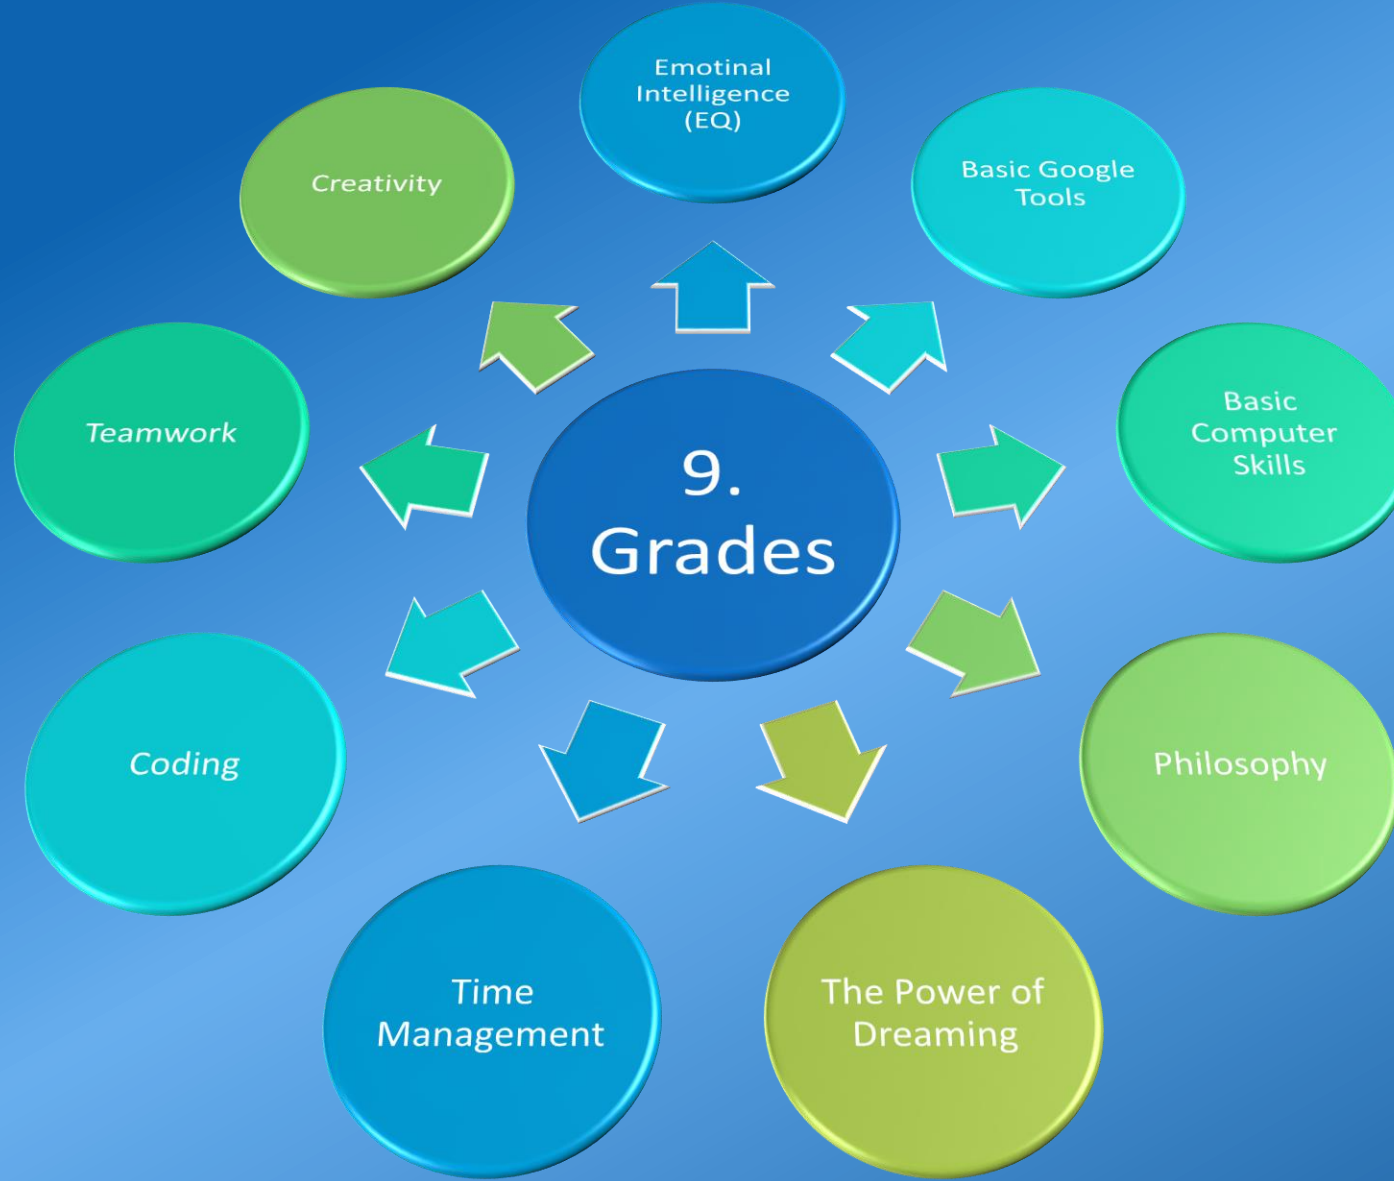 Emotinal
Intelligence
(EQ)
Basic Google
Tools
Basic
Computer
Skills
Philosophy
The Power of
Dreaming
Time
Management
Coding
Teamwork
Creativity
9.
Grades